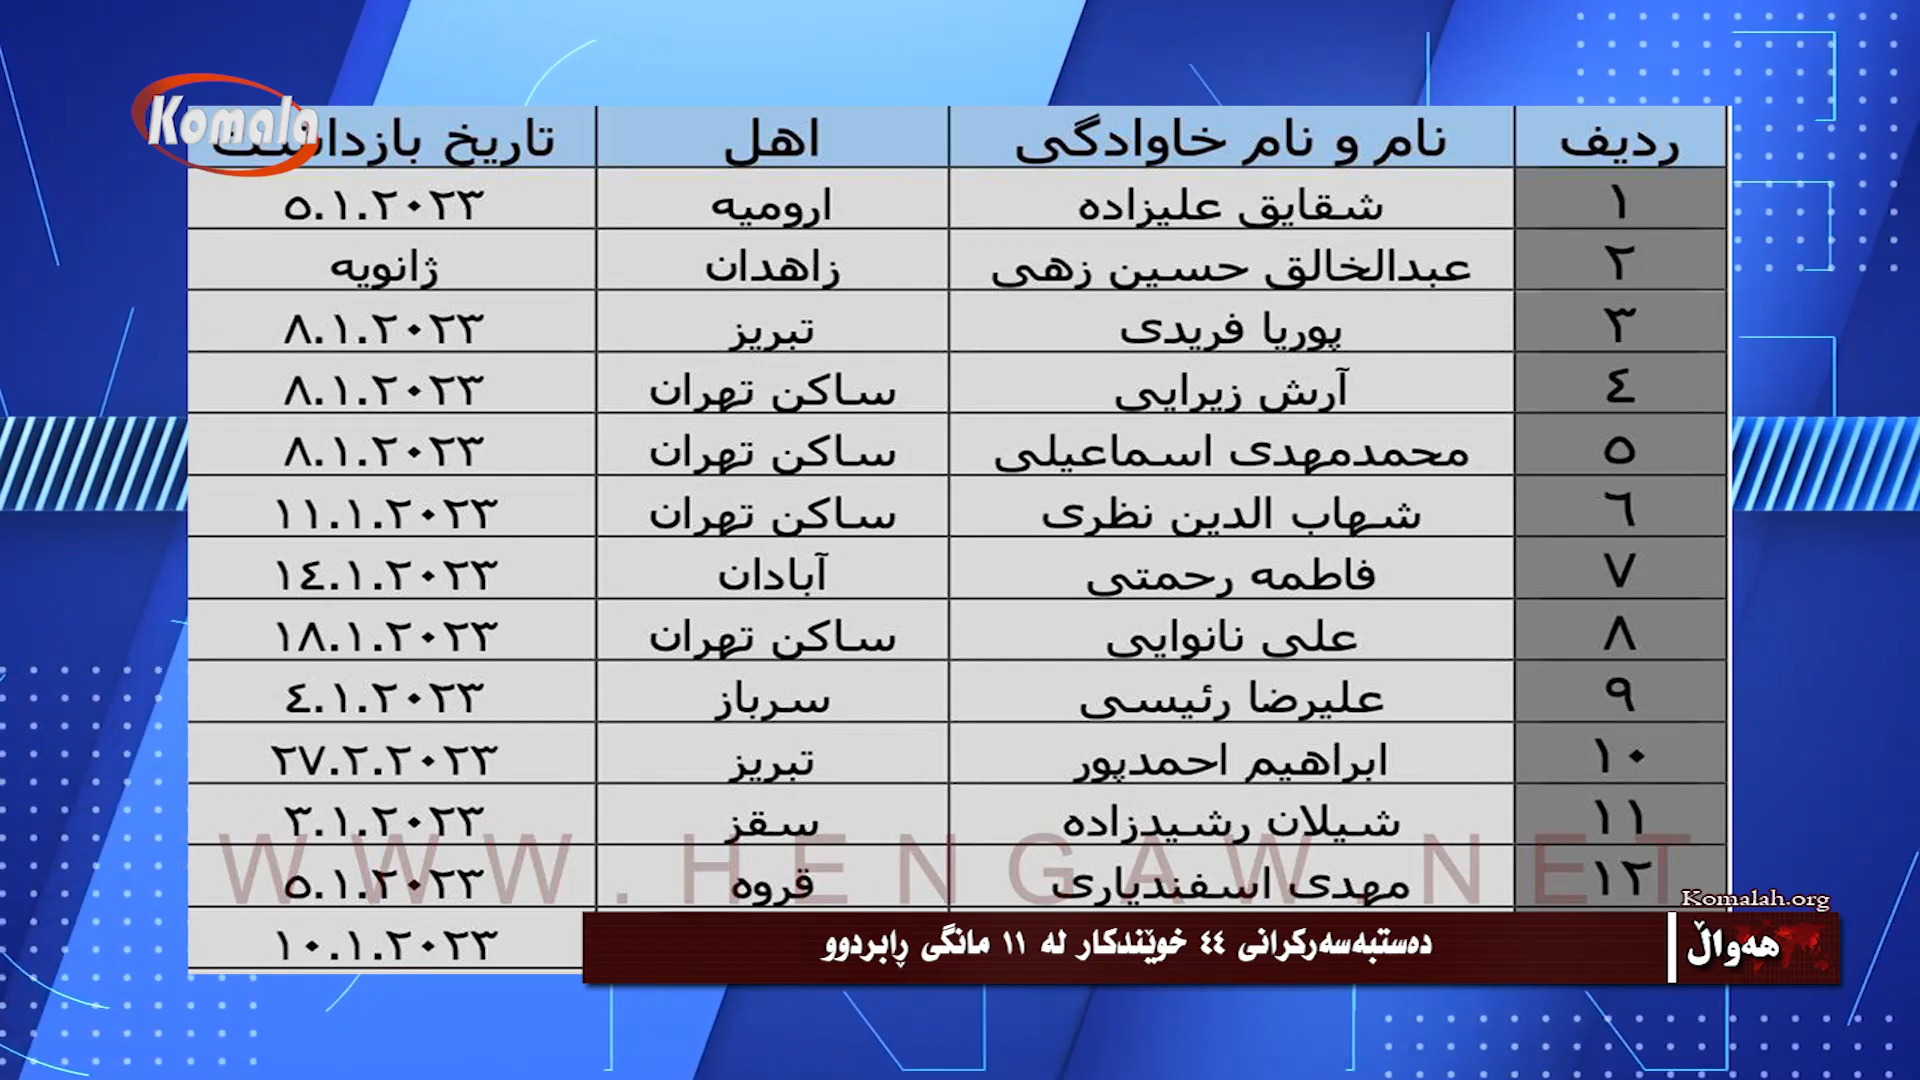 Komala
ردیف نام و نام خاوادگی اهل تاریخ بازداشت
١ شقایق علیزاده ارومیه ٥.١.٢٠٢٣
٢ عبدالخالق حسین زهی زاهدان ژانویه
٣ پوریا فریدی تبریز ٨.١.٢٠٢٣
٤ آرش زیرایی ساکن تهران ٨.١.٢٠٢٣
٥ محمدمهدی اسماعیلی ساکن تهران ٨.١.٢٠٢٣
٦ شهاب الدین نظری ساکن تهران ١١.١.٢٠٢٣
٧ فاطمه رحمتی آبادان ١٤.١.٢٠٢٣
٨ علی نانوایی ساکن تهران ١٨.١.٢٠٢٣
٩ علیرضا رئیسی سرباز ٤.١.٢٠٢٣
١٠ ابراهیم احمدپور تبریز ٢٧.٢.٢٠٢٣
١١ شیلان رشیدزاده سقز ٣.١.٢٠٢٣
١٢ مهدی اسفندیاری قروه ٥.١.٢٠٢٣
١٠.١.٢٠٢٣
WWW.HENGAW.NET
Komalah.org
هەواڵ
دەستبەسەرکرانی ٤٤ خوێندکار لە ١١ مانگی ڕابردوو